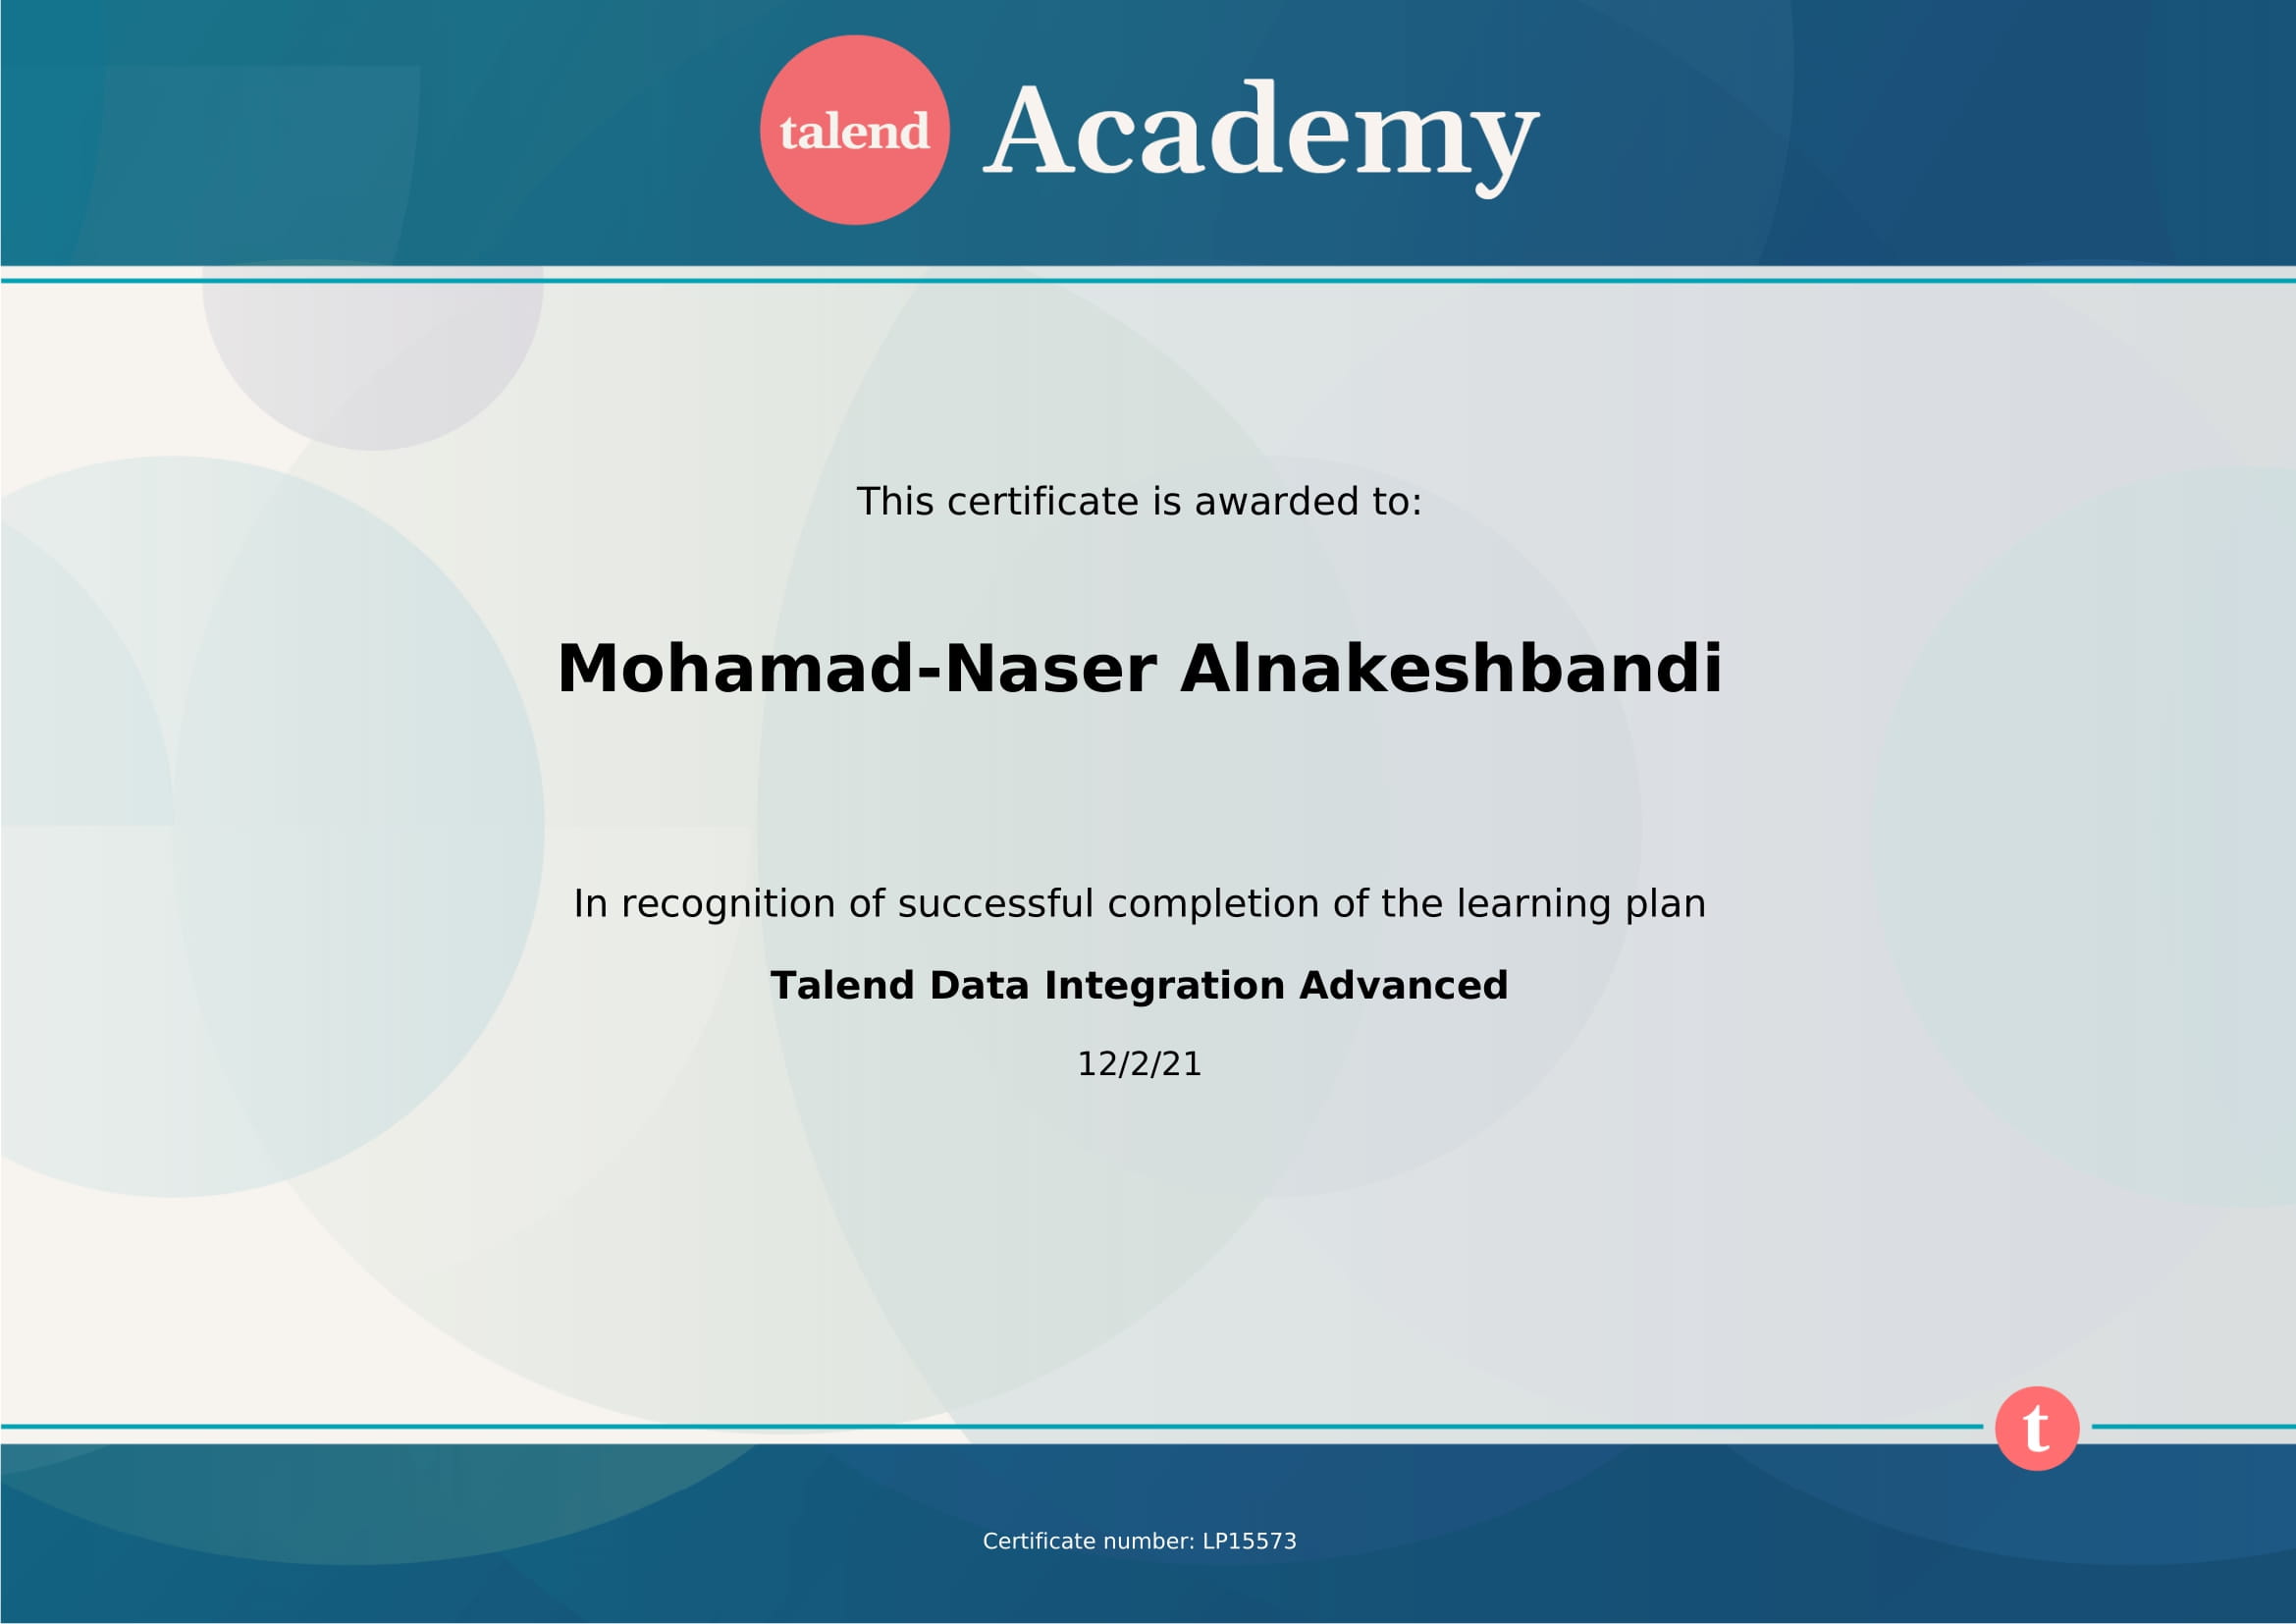 talend Academy
This certificate is awarded to:
Mohamad-Naser Alnakeshbandi
In recognition of successful completion of the learning plan
Talend Data Integration Advanced
12/2/21
t
Certificate number: LP15573